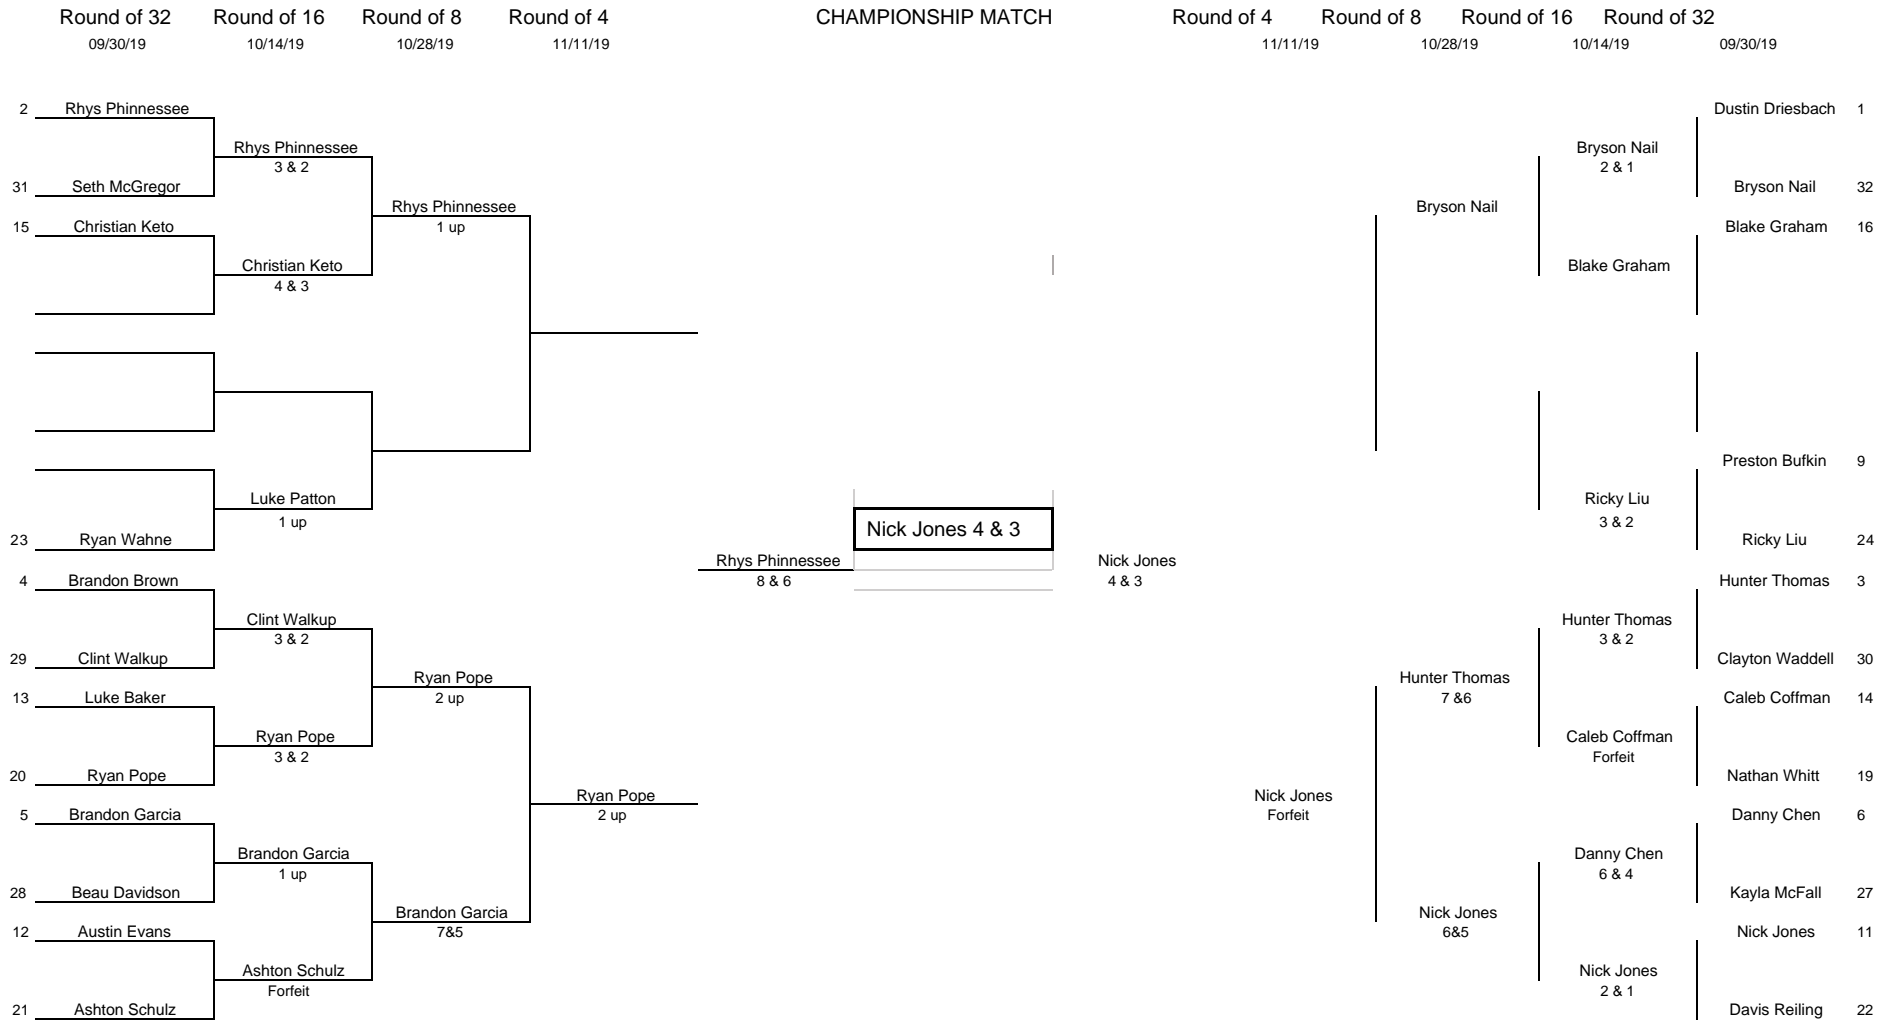 Round of 32 Round of 16 Round of 8 Round of 4 CHAMPIONSHIP MATCH Round of 4 Round of 8 Round of 16 Round of 32
09/30/19 10/14/19 10/28/19 11/11/19 11/11/19 10/28/19 10/14/19 09/30/19
2 Rhys Phinnessee Dustin Driesbach 1
Rhys Phinnessee Bryson Nail
3 & 2 2 & 1
31 Seth McGregor Bryson Nail 32
Rhys Phinnessee Bryson Nail
1 up
15 Christian Keto Blake Graham 16
Christian Keto Blake Graham
4 & 3
Preston Bufkin 9
Luke Patton Ricky Liu
1 up 3 & 2
Nick Jones 4 & 3
23 Ryan Wahne Ricky Liu 24
Rhys Phinnessee Nick Jones
8 & 6 4 & 3
4 Brandon Brown Hunter Thomas 3
Clint Walkup Hunter Thomas
3 & 2 3 & 2
29 Clint Walkup Clayton Waddell 30
Ryan Pope Hunter Thomas
2 up 7 &6
13 Luke Baker Caleb Coffman 14
Ryan Pope Caleb Coffman
3 & 2 Forfeit
20 Ryan Pope Nathan Whitt 19
Ryan Pope Nick Jones
2 up Forfeit
5 Brandon Garcia Danny Chen 6
Brandon Garcia Danny Chen
1 up 6 & 4
28 Beau Davidson Kayla McFall 27
Brandon Garcia Nick Jones
7&5 6&5
12 Austin Evans Nick Jones 11
Ashton Schulz Nick Jones
Forfeit 2 & 1
21 Ashton Schulz Davis Reiling 22